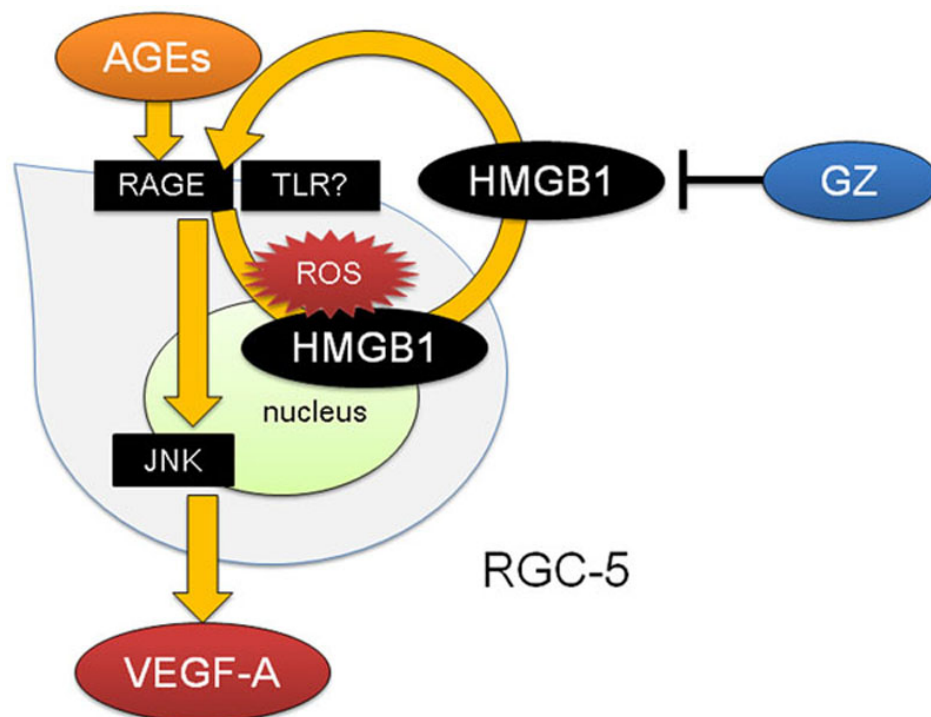 AGEs
RAGE
TLR?
HMGB1
GZ
ROS
HMGB1
nucleus
JNK
RGC-5
VEGF-A